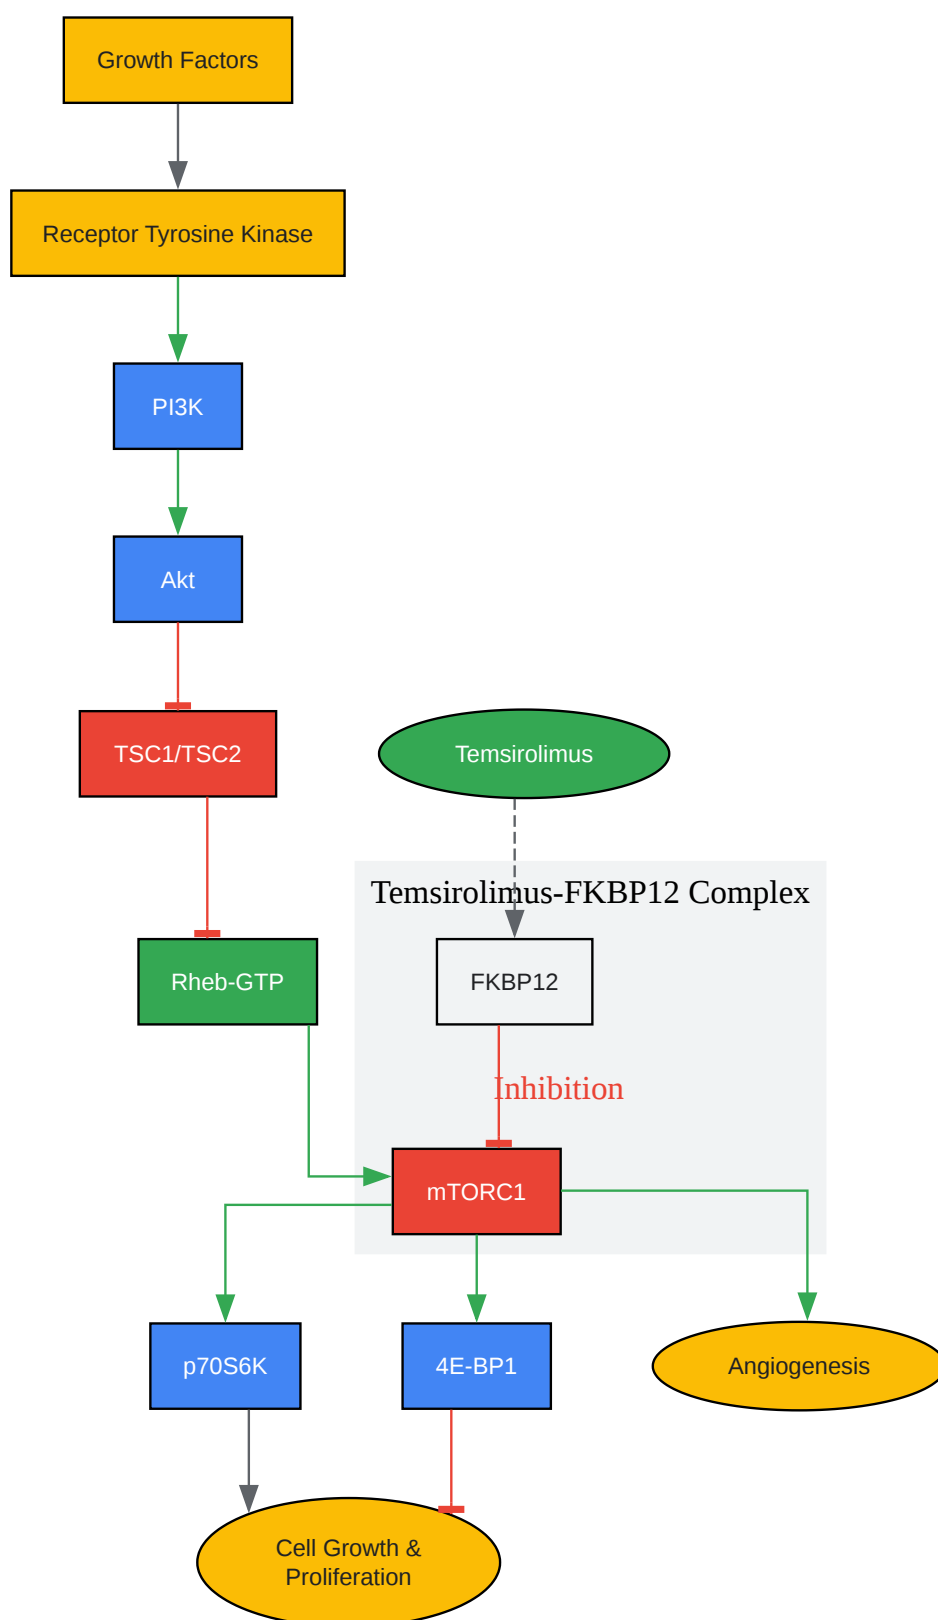 Growth Factors
Receptor Tyrosine Kinase
PI3K
Akt
TSC1/TSC2
Temsirolimus
Temsirolimus-FKBP12 Complex
Rheb-GTP
FKBP12
Inhibition
mTORC1
p70S6K
4E-BP1
Angiogenesis
Cell Growth &
Proliferation